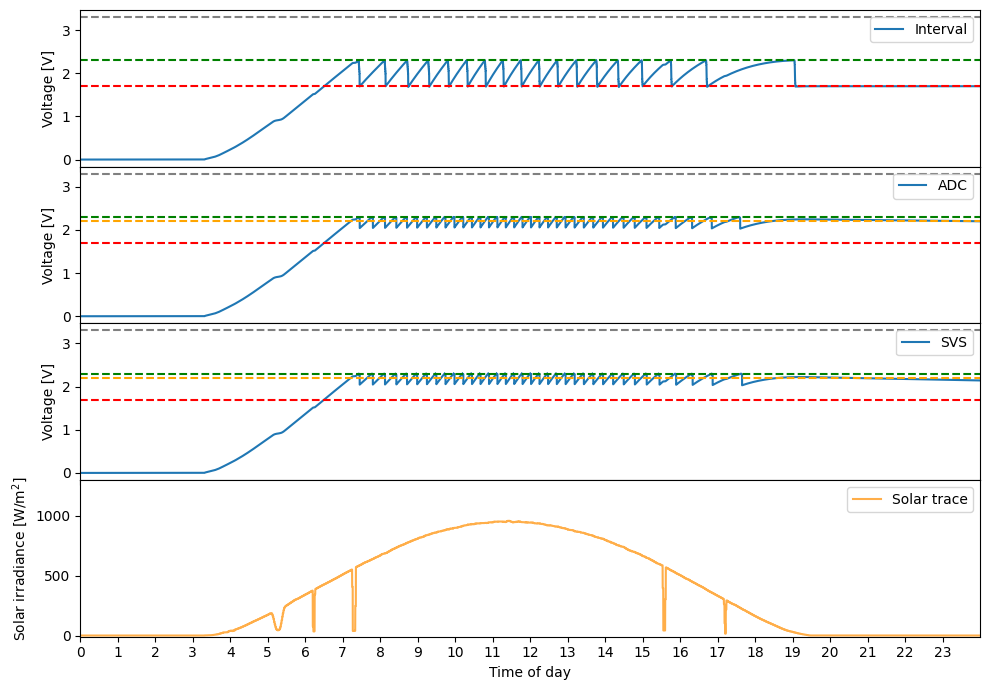 Voltage [V]
3
2
1
0
Interval
Voltage [V]
3
2
1
0
ADC
Voltage [V]
3
2
1
0
SVS
Solar irradiance [W/m²]
1000
500
0
Solar trace
0 1 2 3 4 5 6 7 8 9 10 11 12 13 14 15 16 17 18 19 20 21 22 23
Time of day